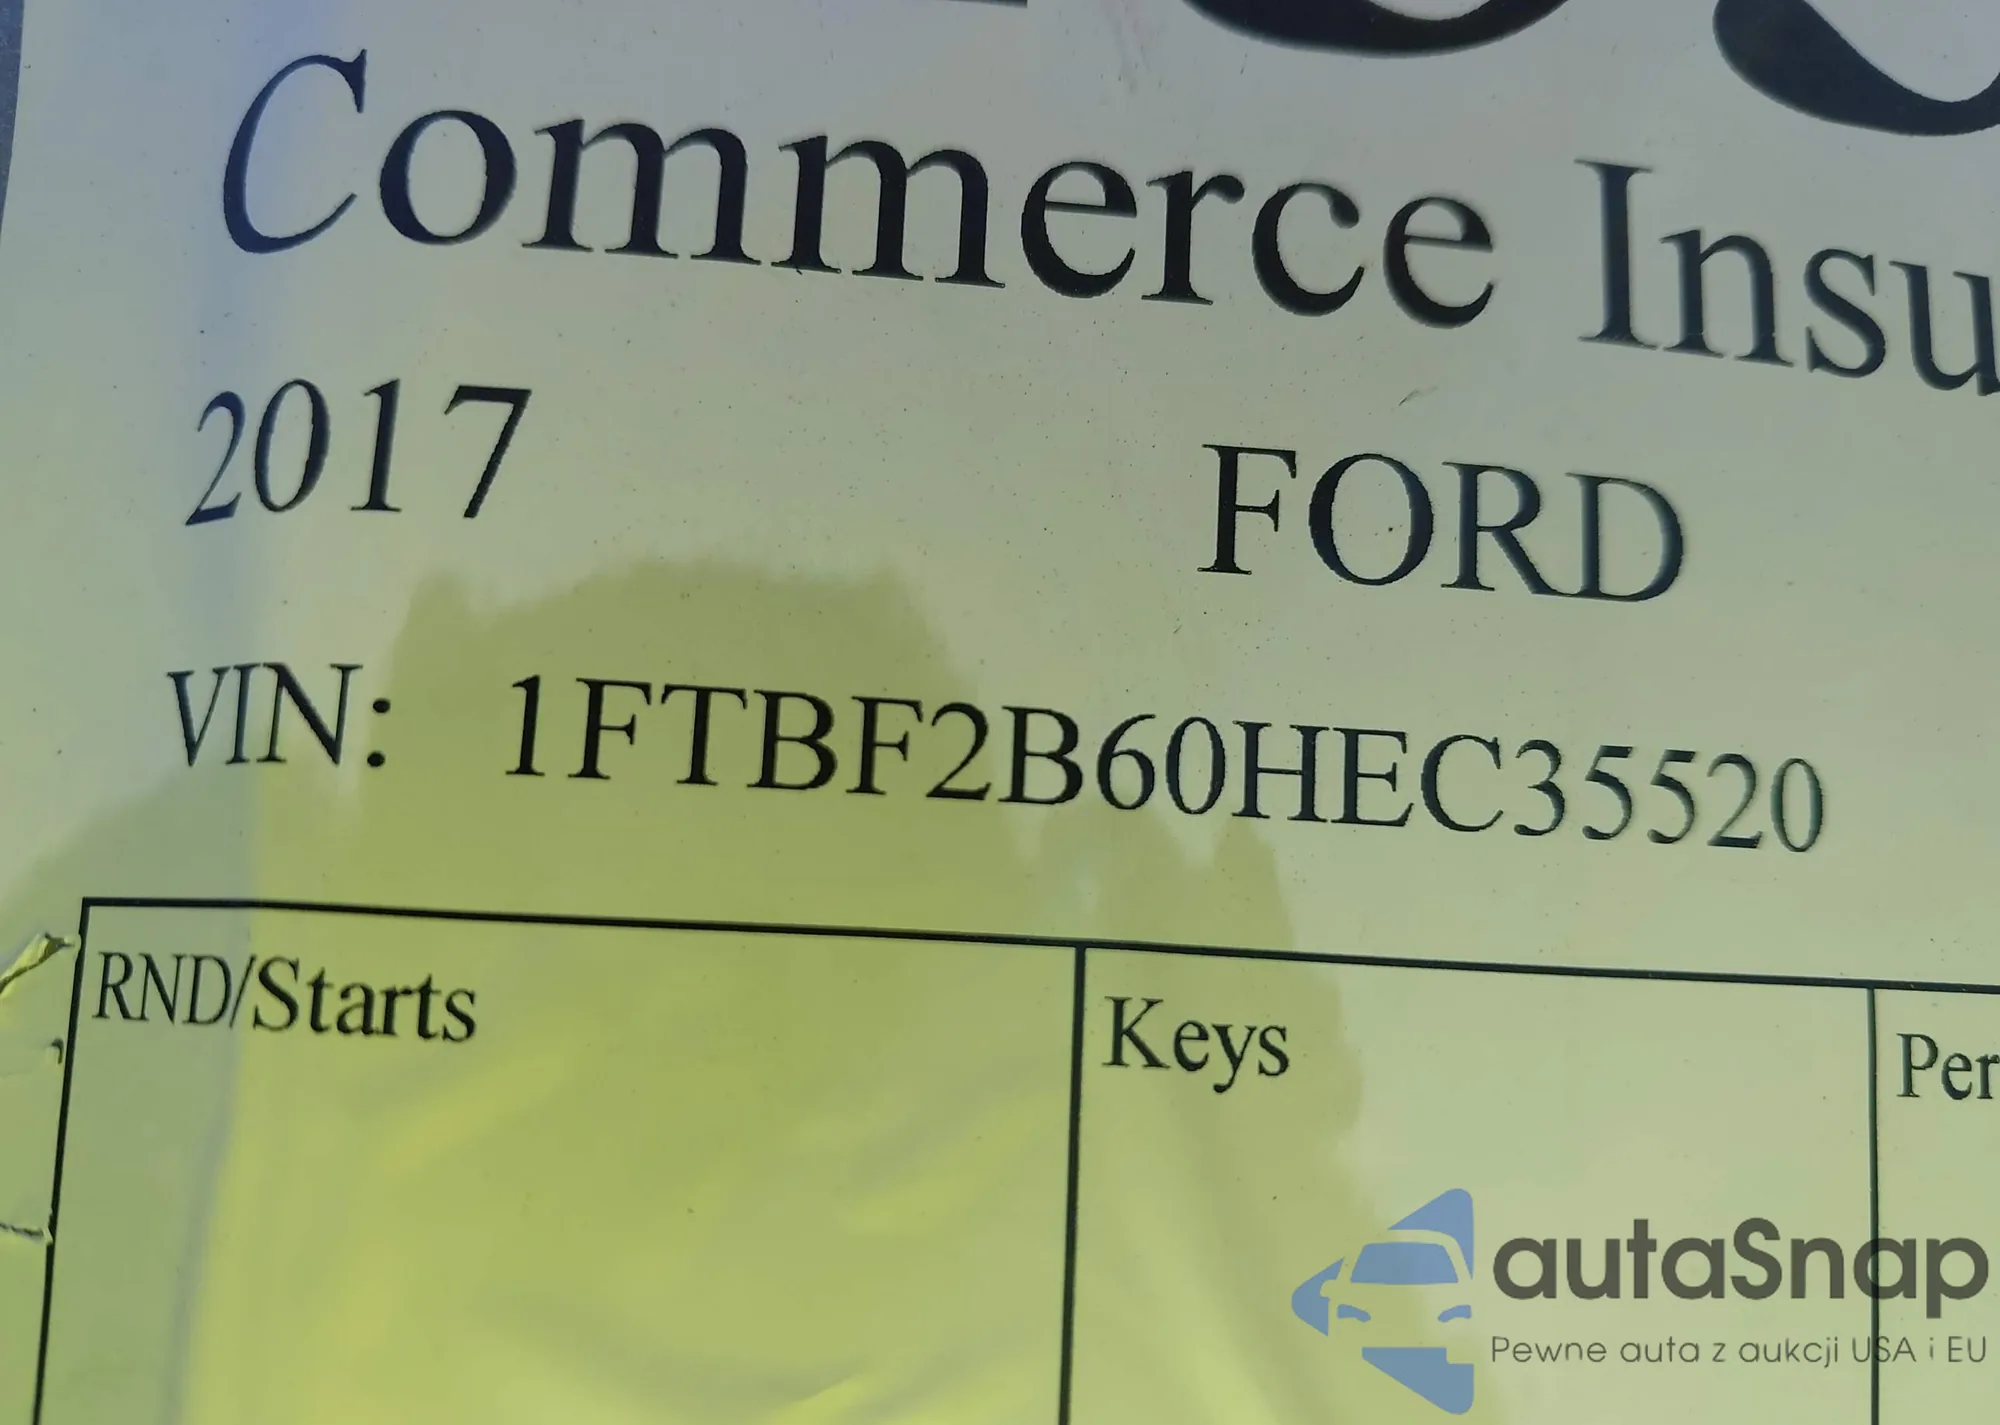 Commerce Insu
2017 FORD
VIN: 1FTBF2B60HEC35520
RND/Starts Keys Per
autaSnap
Pewne auta z aukcji USA i EU